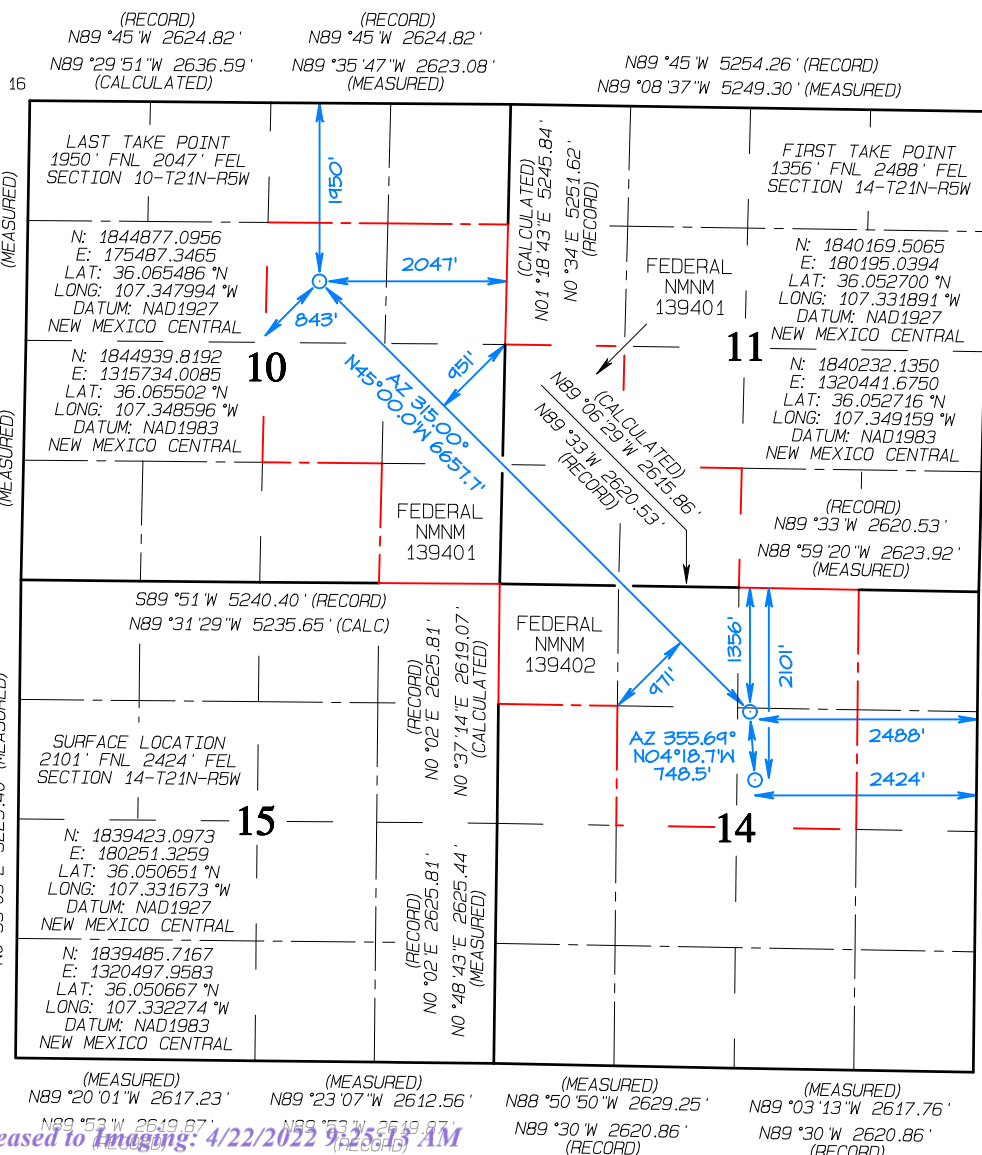 (RECORD)
N89°45'W 2624.82'
(RECORD)
N89°45'W 2624.82'
N89°29'51"W 2636.59'
(CALCULATED)
N89°35'47"W 2623.08'
(MEASURED)
N89°45'W 5254.26' (RECORD)
N89°08'37"W 5249.30' (MEASURED)
16
LAST TAKE POINT
1950' FNL 2047' FEL
SECTION 10-T21N-R5W
1950'
(CALCULATED)
N01°18'43"E 5245.84'
N0°34'E 5251.62'
(RECORD)
FIRST TAKE POINT
1356' FNL 2488' FEL
SECTION 14-T21N-R5W
(MEASURED)
N: 1844877.0956
E: 175487.3465
LAT: 36.065486°N
LONG: 107.347994°W
DATUM: NAD1927
NEW MEXICO CENTRAL
2047'
843'
FEDERAL
NMNM
139401
N: 1840169.5065
E: 180195.0394
LAT: 36.052700°N
LONG: 107.331891°W
DATUM: NAD1927
NEW MEXICO CENTRAL
N: 1844939.8192
E: 1315734.0085
LAT: 36.065502°N
LONG: 107.348596°W
DATUM: NAD1983
NEW MEXICO CENTRAL
10
951'
AZ 315.00°
N45°00.0'W 6657.7'
11
N: 1840232.1350
E: 1320441.6750
LAT: 36.052716°N
LONG: 107.349159°W
DATUM: NAD1983
NEW MEXICO CENTRAL
(MEASURED)
(CALCULATED)
N89°06'29"W 2615.86'
N89°33'W 2620.53'
(RECORD)
FEDERAL
NMNM
139401
(RECORD)
N89°33'W 2620.53'
N88°59'20"W 2623.92'
(MEASURED)
S89°51'W 5240.40' (RECORD)
N89°31'29"W 5235.65' (CALC)
(RECORD)
N0°02'E 2625.81'
N0°37'14"E 2619.07'
(CALCULATED)
FEDERAL
NMNM
139402
971'
1356'
2101'
SURFACE LOCATION
2101' FNL 2424' FEL
SECTION 14-T21N-R5W
AZ 355.69°
N04°18.7'W
748.5'
2488'
2424'
(MEASURED)
15
14
N: 1839423.0973
E: 180251.3259
LAT: 36.050651°N
LONG: 107.331673°W
DATUM: NAD1927
NEW MEXICO CENTRAL
(RECORD)
N0°02'E 2625.81'
N0°48'43"E 2625.44'
(MEASURED)
N: 1839485.7167
E: 1320497.9583
LAT: 36.050667°N
LONG: 107.332274°W
DATUM: NAD1983
NEW MEXICO CENTRAL
(MEASURED)
N89°20'01"W 2617.23'
N89°53'W 2619.87'
(RECORD)
(MEASURED)
N89°23'07"W 2612.56'
N89°53'W 2619.87'
(RECORD)
(MEASURED)
N88°50'50"W 2629.25'
N89°30'W 2620.86'
(RECORD)
(MEASURED)
N89°03'13"W 2617.76'
N89°30'W 2620.86'
(RECORD)
eased to Imaging: 4/22/2022 9:25:13 AM